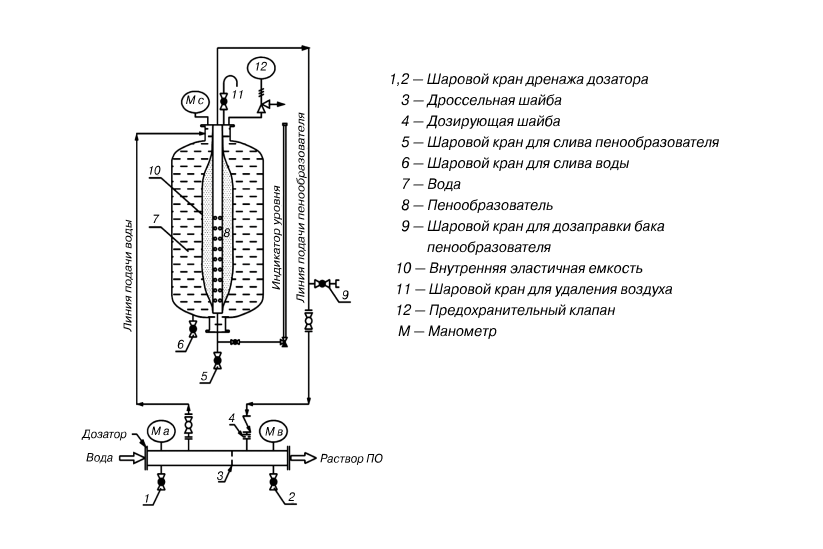 12
М с
11
10
7
8
Линия подачи воды
Индикатор уровня
Линия подачи пенообразователя
9
6
5
4
Дозатор
М а
М в
Вода
Раствор ПО
3
1
2
1,2 – Шаровой кран дренажа дозатора
3 – Дроссельная шайба
4 – Дозирующая шайба
5 – Шаровой кран для слива пенообразователя
6 – Шаровой кран для слива воды
7 – Вода
8 – Пенообразователь
9 – Шаровой кран для дозаправки бака
пенообразователя
10 – Внутренняя эластичная емкость
11 – Шаровой кран для удаления воздуха
12 – Предохранительный клапан
М – Манометр